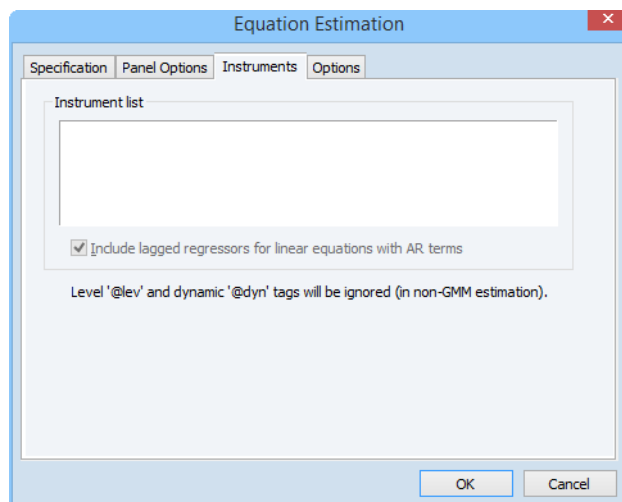 Equation Estimation
Specification Panel Options Instruments Options
Instrument list
Include lagged regressors for linear equations with AR terms
Level '@lev' and dynamic '@dyn' tags will be ignored (in non-GMM estimation).
OK Cancel